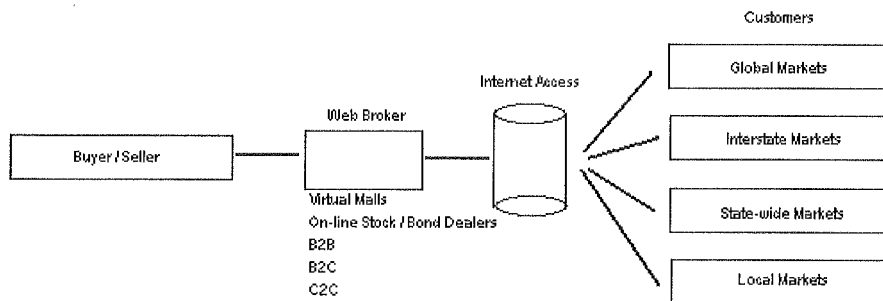 Customers
Global Markets
Internet Access
Web Broker
Interstate Markets
Buyer / Seller
Virtual Malls
On-line Stock / Bond Dealers
State-wide Markets
B2B
B2C
C2C
Local Markets